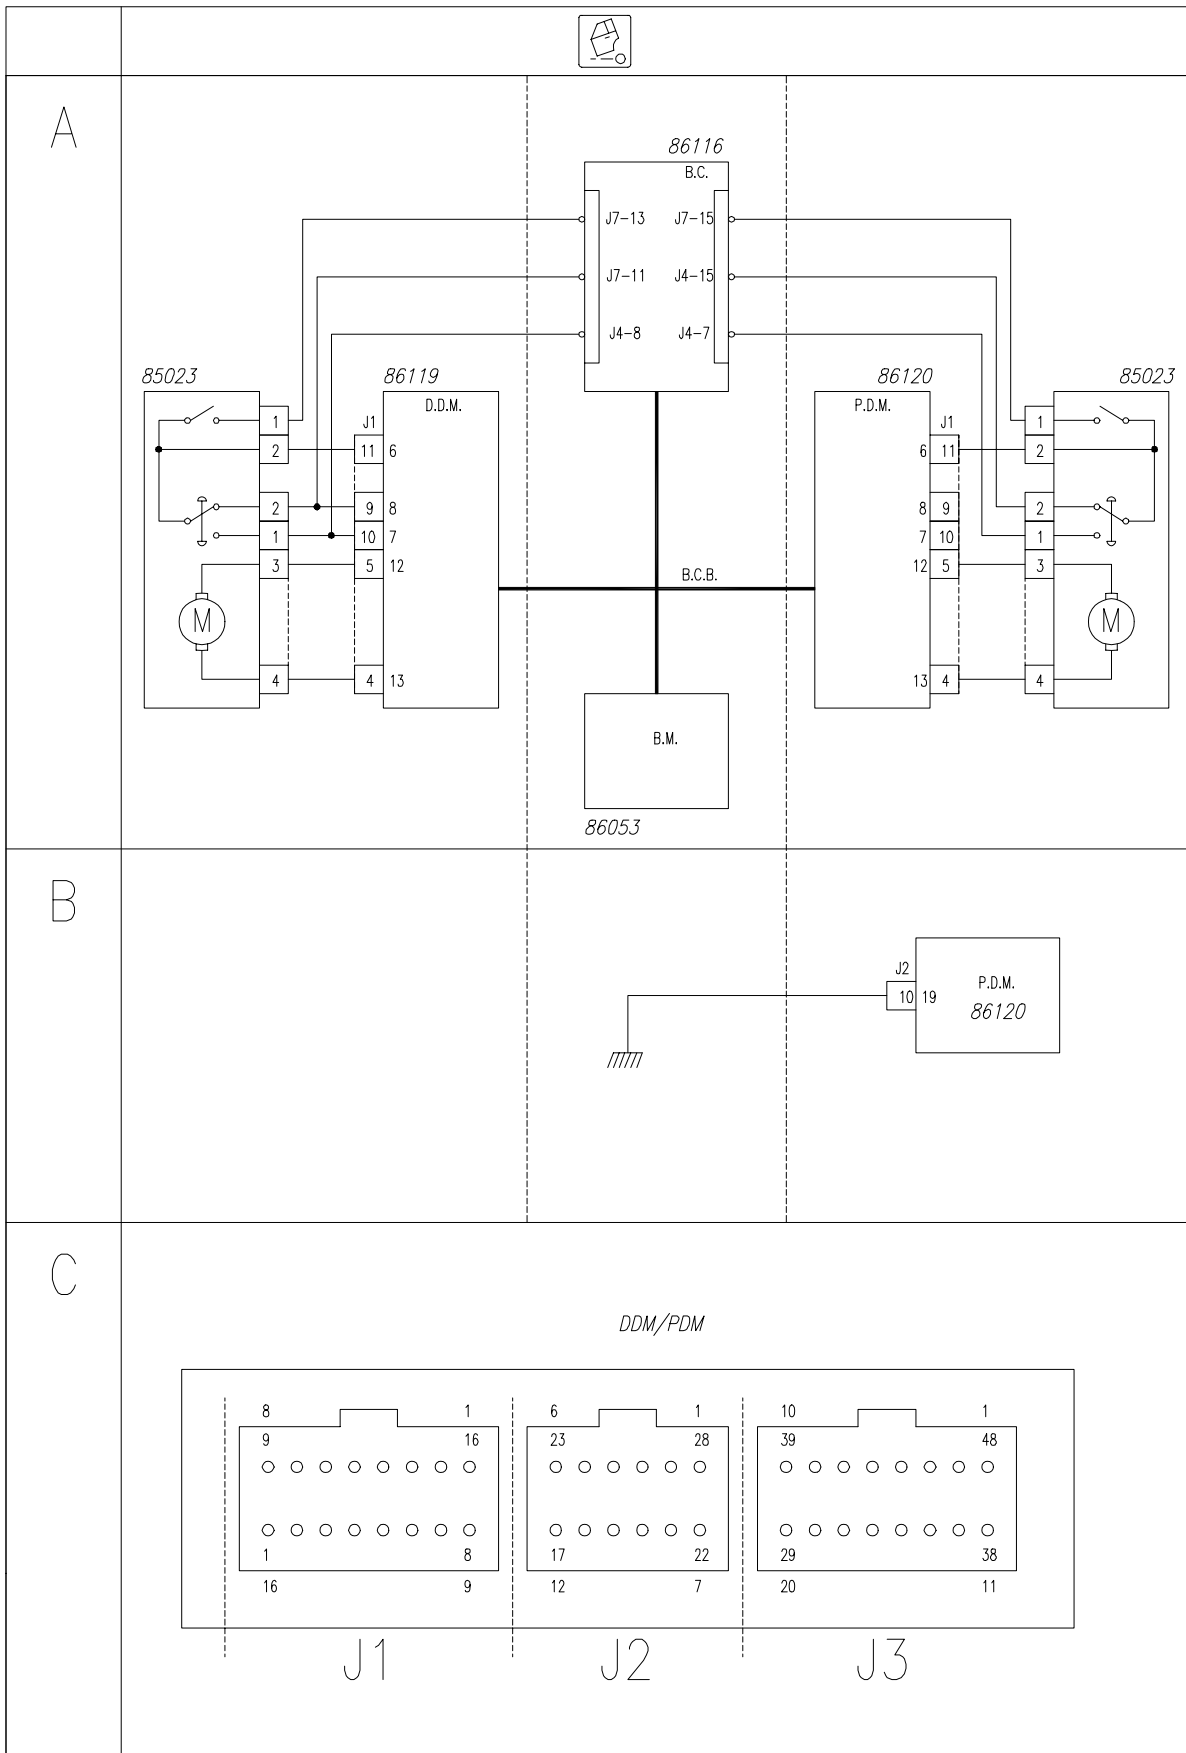 A
86116
B.C.
J7-13 J7-15
J7-11 J4-15
J4-8 J4-7
85023 86119 86120 85023
D.D.M. P.D.M.
1 J1 J1 1
2 11 6 6 11 2
2 9 8 8 9 2
1 10 7 7 10 1
3 5 12 12 5 3
B.C.B.
M M
4 4 13 13 4 4
B.M.
86053
B
J2 P.D.M.
10 19 86120
C
DDM/PDM
8 1 6 1 10 1
9 16 23 28 39 48
1 8 17 22 29 38
16 9 12 7 20 11
J1 J2 J3